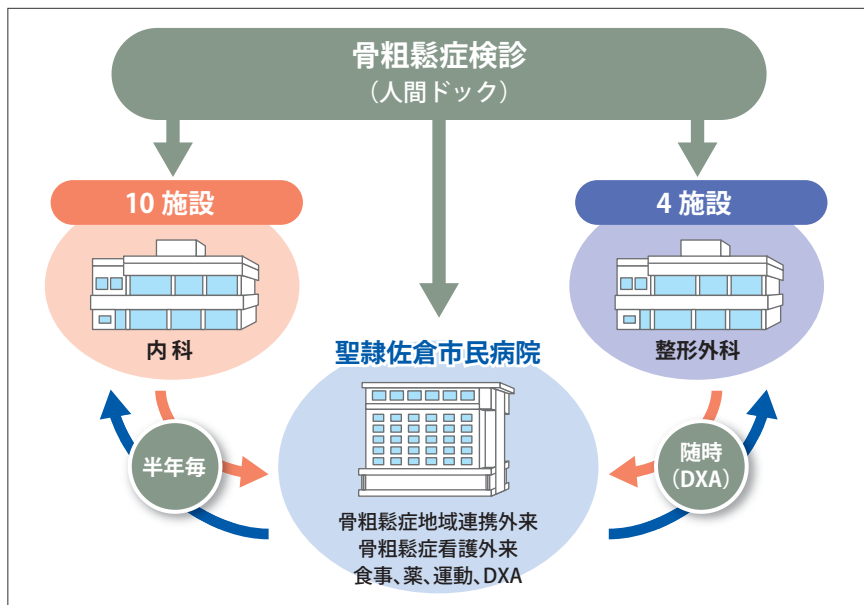 骨粗鬆症検診
（人間ドック）
10 施設
4 施設
内科
聖隷佐倉市民病院
整形外科
半年毎
随時
（DXA）
骨粗鬆症地域連携外来
骨粗鬆症看護外来
食事、薬、運動、DXA